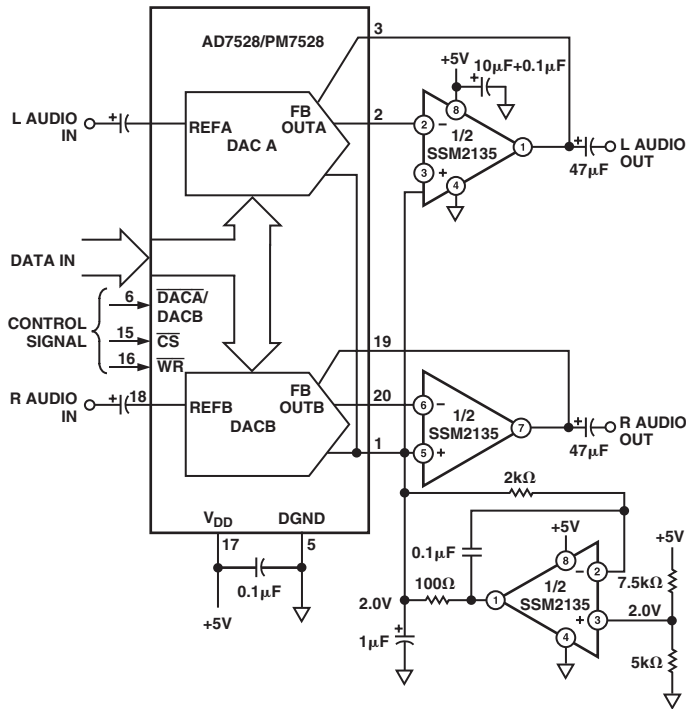 AD7528/PM7528
3
+5V
10µF+0.1µF
+
L AUDIO
IN
+
REFA
FB
OUTA
DAC A
2
2
−
8
1/2
SSM2135
1
3
+
4
+
47µF
L AUDIO
OUT
DATA IN
CONTROL
SIGNAL
6
DACA/
DACB
15
CS
16
WR
19
R AUDIO
IN
+
18
REFB
FB
OUTB
DACB
20
1
6
−
1/2
SSM2135
7
5
+
+
47µF
R AUDIO
OUT
2kΩ
VDD
DGND
17
5
0.1µF
+5V
0.1µF
100Ω
2.0V
+
1µF
1
+5V
8
−
2
1/2
SSM2135
+
3
4
+5V
7.5kΩ
2.0V
5kΩ